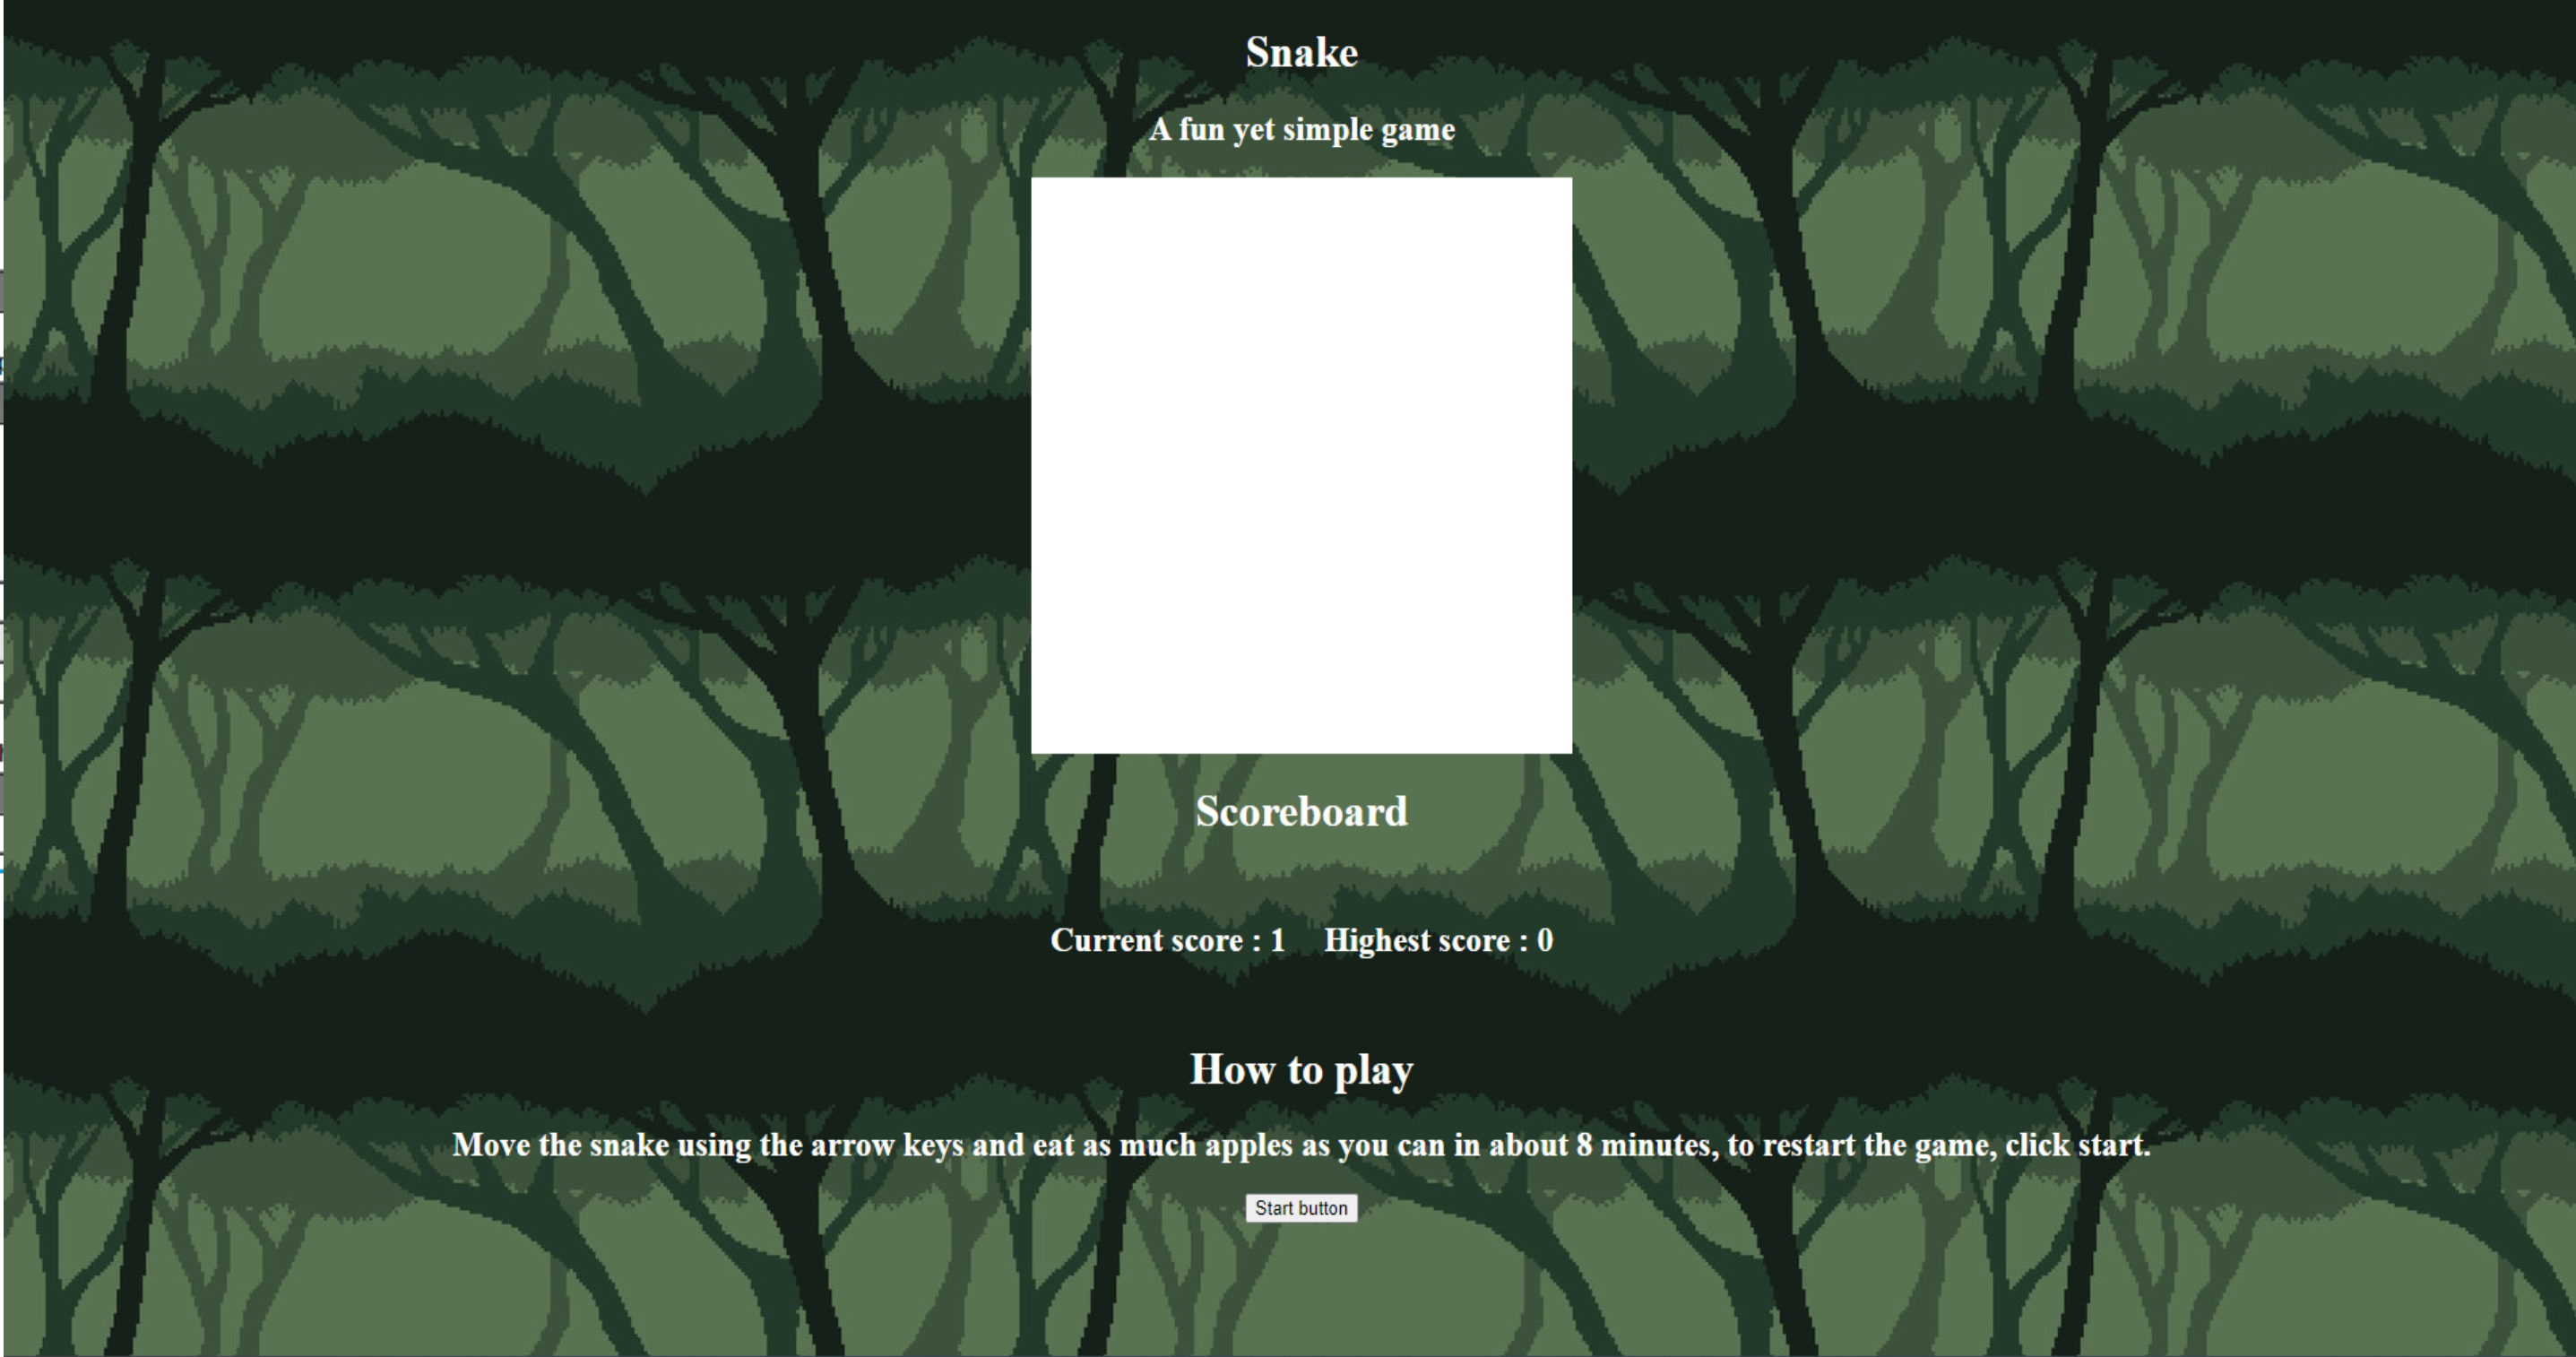 Snake
A fun yet simple game
Scoreboard
Current score : 1 Highest score : 0
How to play
Move the snake using the arrow keys and eat as much apples as you can in about 8 minutes, to restart the game, click start.
Start button